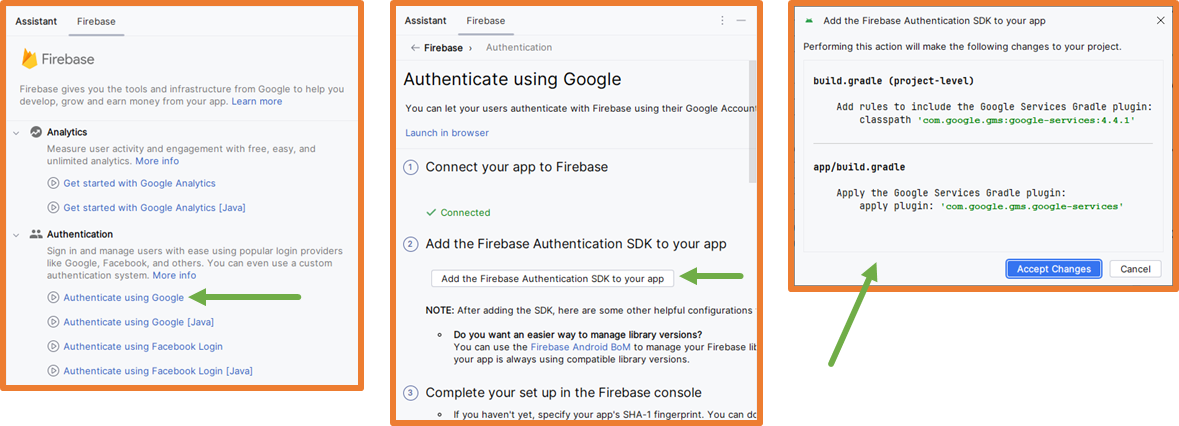 Assistant Firebase
Firebase
Firebase gives you the tools and infrastructure from Google to help you
develop, grow and earn money from your app. Learn more
Analytics
Measure user activity and engagement with free, easy, and
unlimited analytics. More info
Get started with Google Analytics
Get started with Google Analytics [Java]
Authentication
Sign in and manage users with ease using popular login providers
like Google, Facebook, and others. You can even use a custom
authentication system. More info
Authenticate using Google
Authenticate using Google [Java]
Authenticate using Facebook Login
Authenticate using Facebook Login [Java]
Assistant Firebase
← Firebase › Authentication
Authenticate using Google
You can let your users authenticate with Firebase using their Google Account
Launch in browser
1 Connect your app to Firebase
✓ Connected
2 Add the Firebase Authentication SDK to your app
Add the Firebase Authentication SDK to your app
NOTE: After adding the SDK, here are some other helpful configurations
Do you want an easier way to manage library versions?
You can use the Firebase Android BoM to manage your Firebase lib
your app is always using compatible library versions.
3 Complete your set up in the Firebase console
If you haven't yet, specify your app's SHA-1 fingerprint. You can do
Add the Firebase Authentication SDK to your app
Performing this action will make the following changes to your project.
build.gradle (project-level)
Add rules to include the Google Services Gradle plugin:
classpath 'com.google.gms:google-services:4.4.1'
app/build.gradle
Apply the Google Services Gradle plugin:
apply plugin: 'com.google.gms.google-services'
Accept Changes Cancel